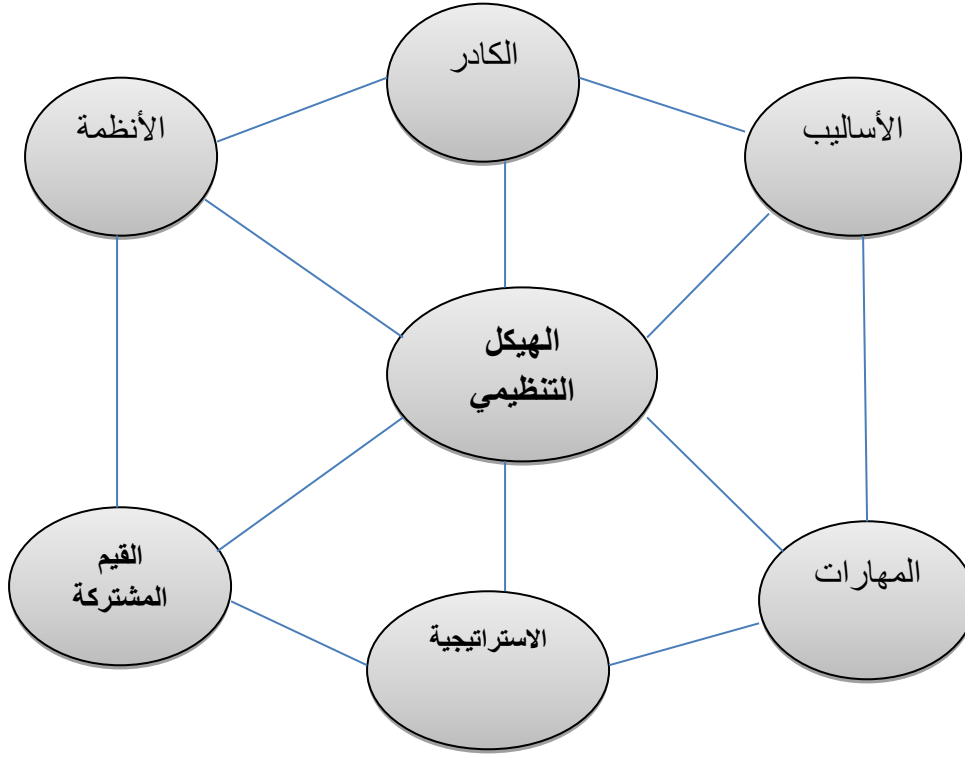 الكادر
الأساليب
الأنظمة
الهيكل
التنظيمي
المهارات
القيم
المشتركة
الاستراتيجية